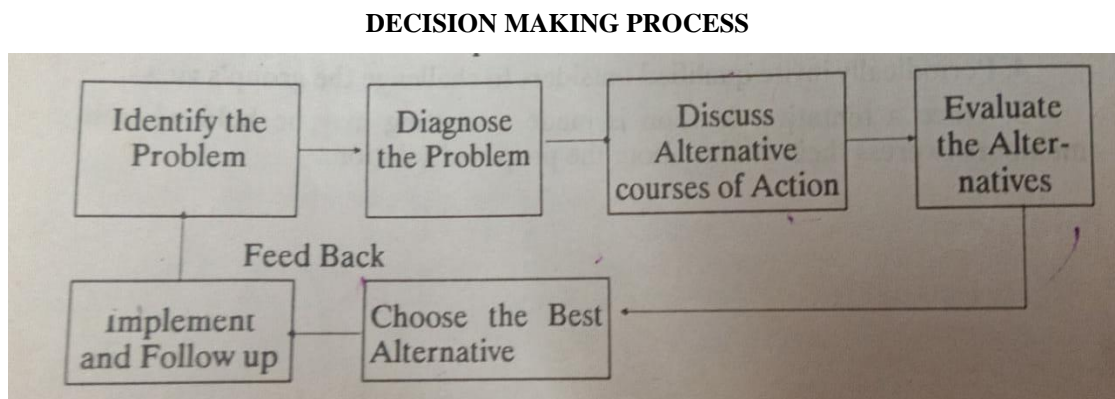 DECISION MAKING PROCESS
Identify the
Problem
Diagnose
the Problem
Discuss
Alternative
courses of Action
Evaluate
the Alter-
natives
Feed Back
implement
and Follow up
Choose the Best
Alternative